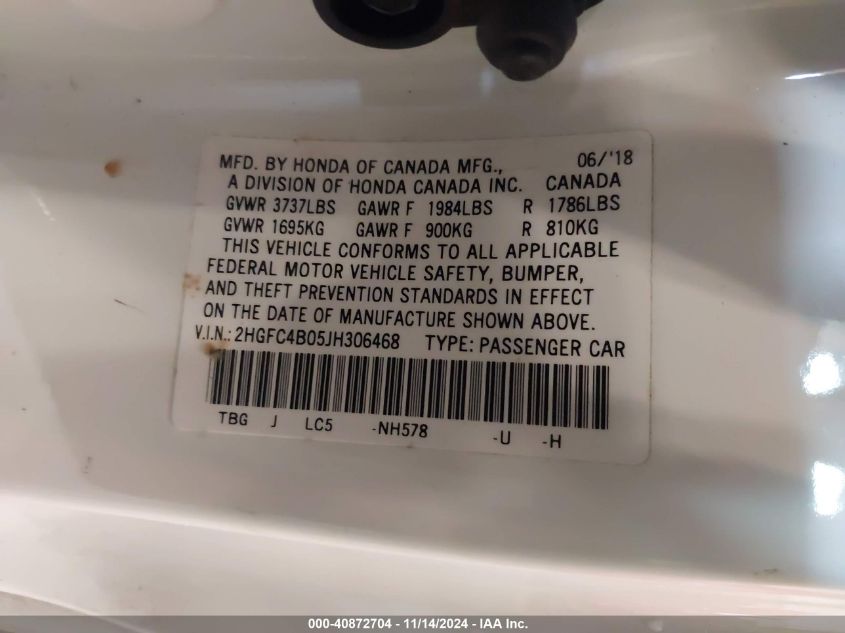 MFD. BY HONDA OF CANADA MFG., 06/'18
A DIVISION OF HONDA CANADA INC. CANADA
GVWR 3737LBS GAWR F 1984LBS R 1786LBS
GVWR 1695KG GAWR F 900KG R 810KG
THIS VEHICLE CONFORMS TO ALL APPLICABLE
FEDERAL MOTOR VEHICLE SAFETY, BUMPER,
AND THEFT PREVENTION STANDARDS IN EFFECT
ON THE DATE OF MANUFACTURE SHOWN ABOVE.
V.I.N.: 2HGFC4B05JH306468 TYPE: PASSENGER CAR
TBG J LC5 -NH578 -U -H
000-40872704 - 11/14/2024 - IAA Inc.